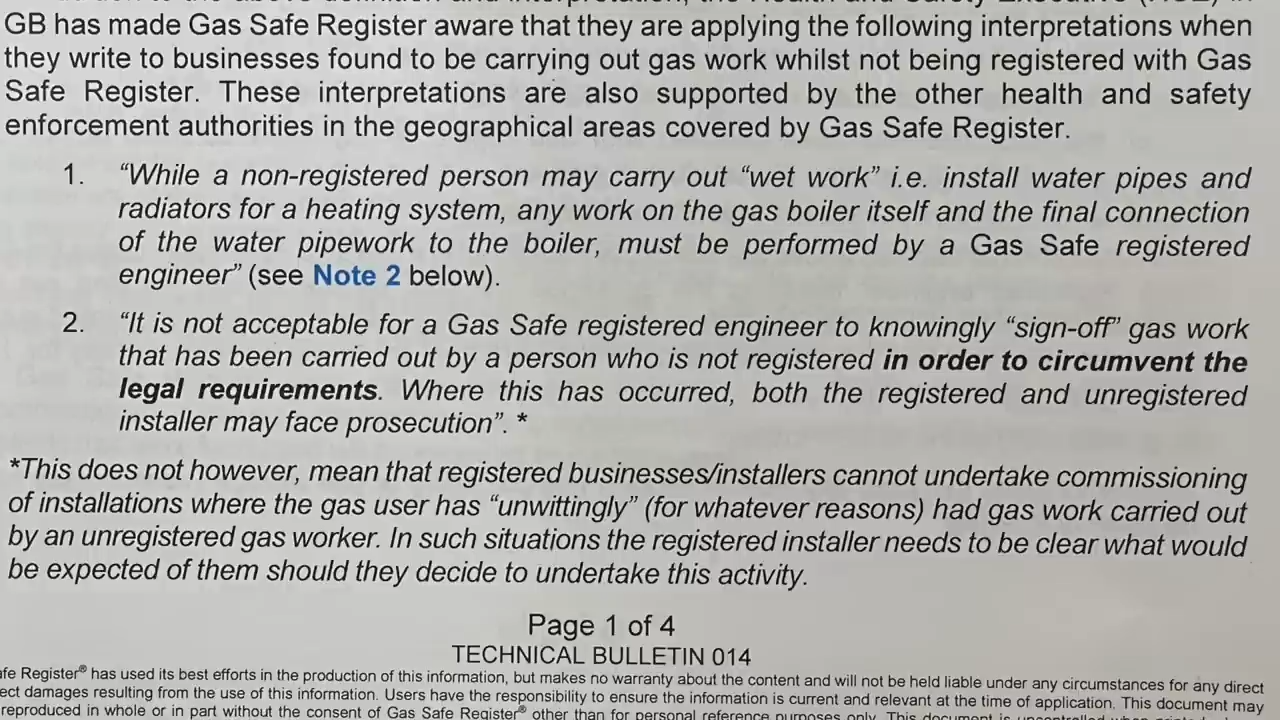 GB has made Gas Safe Register aware that they are applying the following interpretations when
they write to businesses found to be carrying out gas work whilst not being registered with Gas
Safe Register. These interpretations are also supported by the other health and safety
enforcement authorities in the geographical areas covered by Gas Safe Register.
1. “While a non-registered person may carry out “wet work” i.e. install water pipes and
radiators for a heating system, any work on the gas boiler itself and the final connection
of the water pipework to the boiler, must be performed by a Gas Safe registered
engineer” (see Note 2 below).
2. “It is not acceptable for a Gas Safe registered engineer to knowingly “sign-off” gas work
that has been carried out by a person who is not registered in order to circumvent the
legal requirements. Where this has occurred, both the registered and unregistered
installer may face prosecution”. *
*This does not however, mean that registered businesses/installers cannot undertake commissioning
of installations where the gas user has “unwittingly” (for whatever reasons) had gas work carried out
by an unregistered gas worker. In such situations the registered installer needs to be clear what would
be expected of them should they decide to undertake this activity.
Page 1 of 4
TECHNICAL BULLETIN 014
afe Register® has used its best efforts in the production of this information, but makes no warranty about the content and will not be held liable under any circumstances for any direct
ect damages resulting from the use of this information. Users have the responsibility to ensure the information is current and relevant at the time of application. This document may
reproduced in whole or in part without the consent of Gas Safe Register® other than for personal reference purposes only. This document is